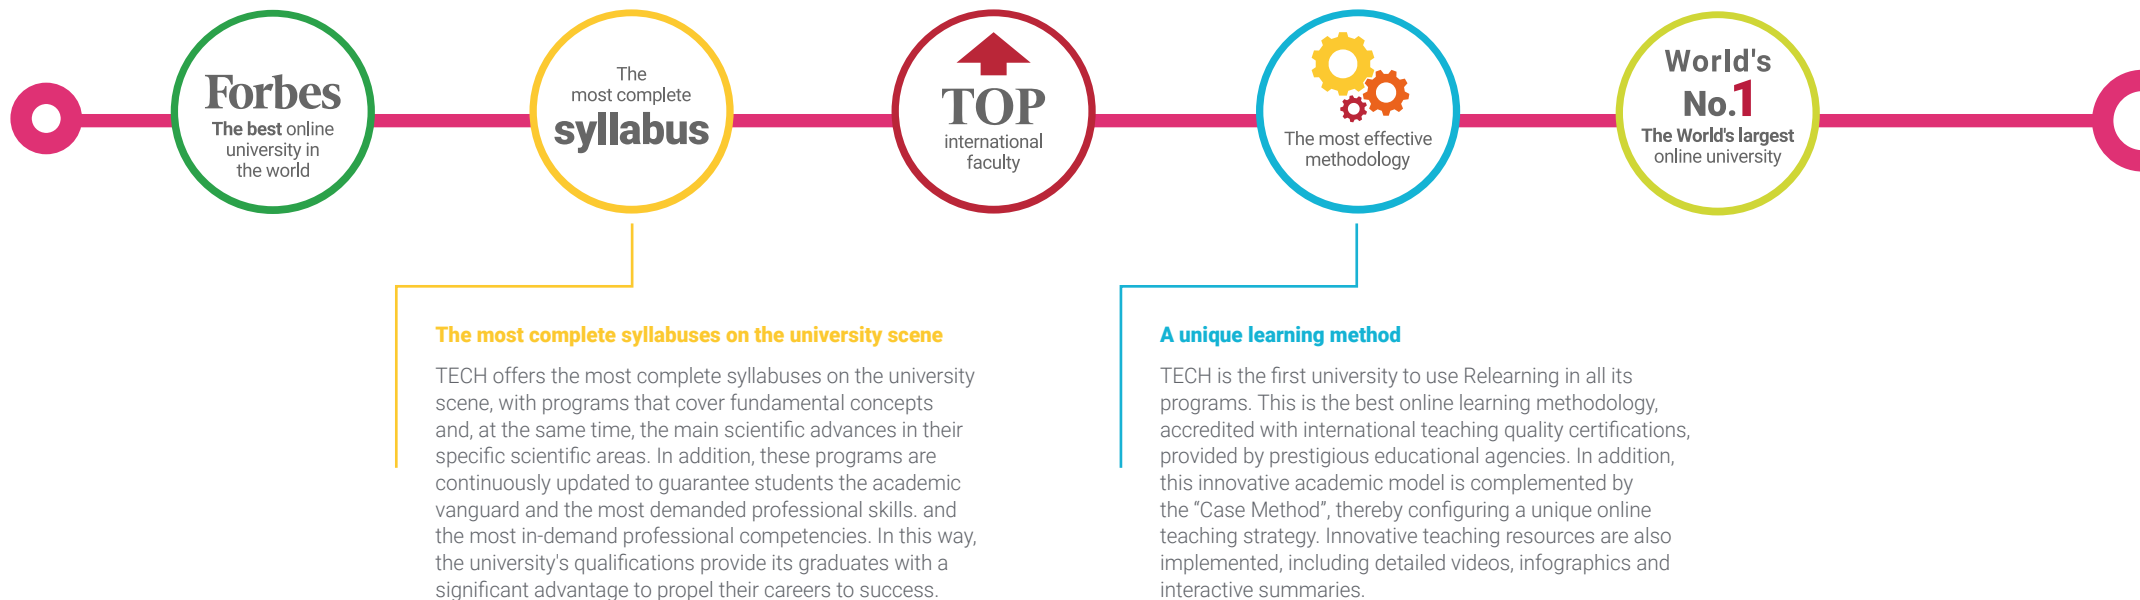 Forbes
The best online
university in
the world
The
most complete
syllabus
TOP
international
faculty
The most effective
methodology
World's
No.1
The World's largest
online university
The most complete syllabuses on the university scene
TECH offers the most complete syllabuses on the university
scene, with programs that cover fundamental concepts
and, at the same time, the main scientific advances in their
specific scientific areas. In addition, these programs are
continuously updated to guarantee students the academic
vanguard and the most demanded professional skills. and
the most in-demand professional competencies. In this way,
the university's qualifications provide its graduates with a
significant advantage to propel their careers to success.
A unique learning method
TECH is the first university to use Relearning in all its
programs. This is the best online learning methodology,
accredited with international teaching quality certifications,
provided by prestigious educational agencies. In addition,
this innovative academic model is complemented by
the “Case Method”, thereby configuring a unique online
teaching strategy. Innovative teaching resources are also
implemented, including detailed videos, infographics and
interactive summaries.